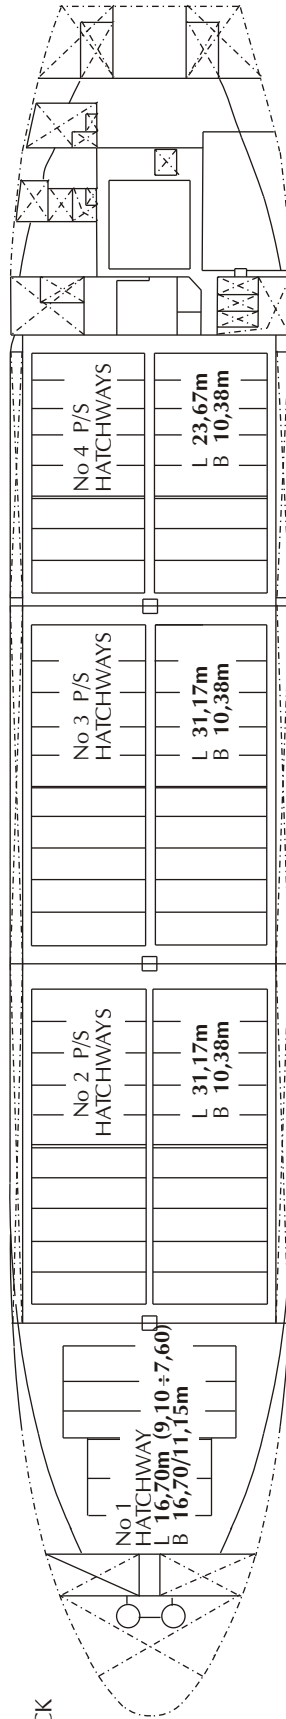 No 4 P/S
HATCHWAYS
L 23,67m
B 10,38m
No 3 P/S
HATCHWAYS
L 31,17m
B 10,38m
No 2 P/S
HATCHWAYS
L 31,17m
B 10,38m
No 1
HATCHWAY
L 16,70m (9,10÷7,60)
B 16,70/11,15m
CK